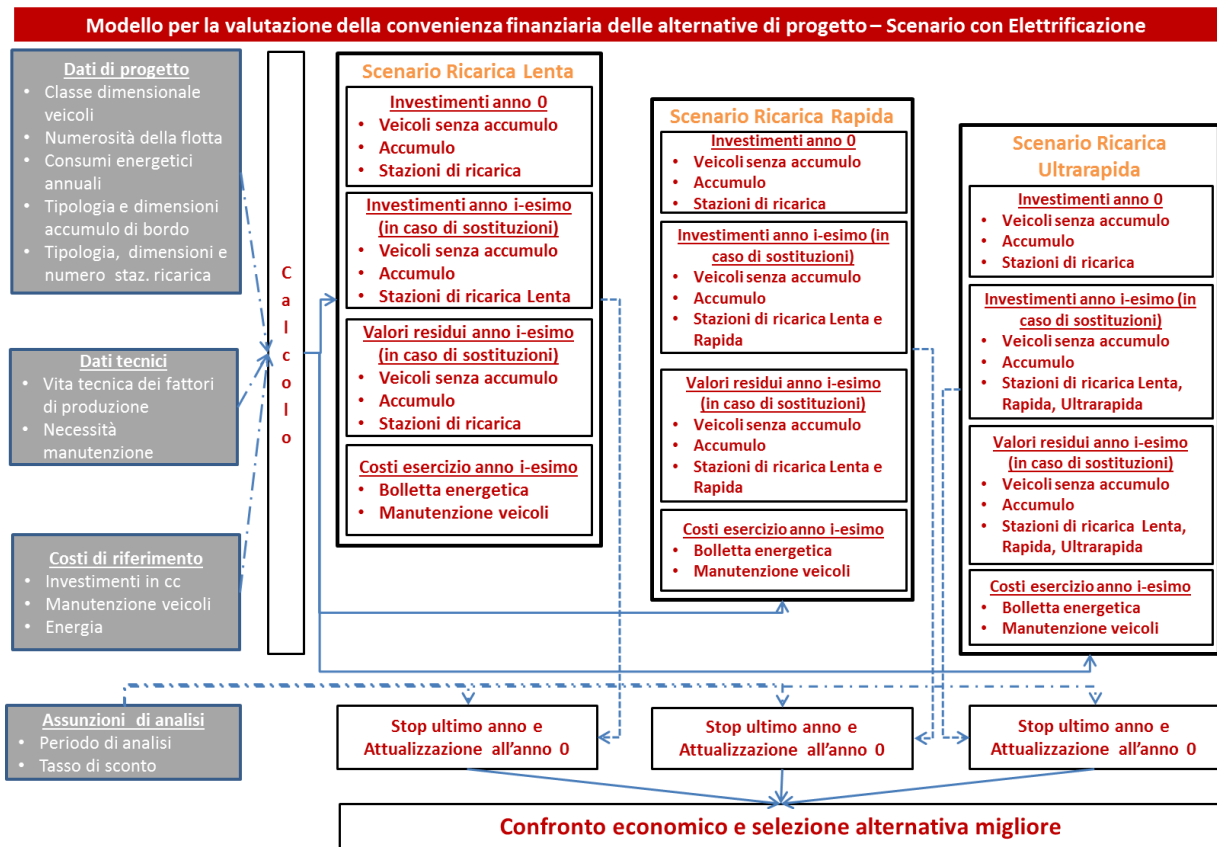 Modello per la valutazione della convenienza finanziaria delle alternative di progetto – Scenario con Elettrificazione
Dati di progetto
• Classe dimensionale
veicoli
• Numerosità della flotta
• Consumi energetici
annuali
• Tipologia e dimensioni
accumulo di bordo
• Tipologia, dimensioni e
numero staz. ricarica
Dati tecnici
• Vita tecnica dei fattori
di produzione
• Necessità
manutenzione
Costi di riferimento
• Investimenti in cc
• Manutenzione veicoli
• Energia
Assunzioni di analisi
• Periodo di analisi
• Tasso di sconto
C
a
l
c
o
l
o
Scenario Ricarica Lenta
Investimenti anno 0
• Veicoli senza accumulo
• Accumulo
• Stazioni di ricarica
Investimenti anno i-esimo
(in caso di sostituzioni)
• Veicoli senza accumulo
• Accumulo
• Stazioni di ricarica Lenta
Valori residui anno i-esimo
(in caso di sostituzioni)
• Veicoli senza accumulo
• Accumulo
• Stazioni di ricarica
Costi esercizio anno i-esimo
• Bolletta energetica
• Manutenzione veicoli
Scenario Ricarica Rapida
Investimenti anno 0
• Veicoli senza accumulo
• Accumulo
• Stazioni di ricarica
Investimenti anno i-esimo (in
caso di sostituzioni)
• Veicoli senza accumulo
• Accumulo
• Stazioni di ricarica Lenta e
Rapida
Valori residui anno i-esimo
(in caso di sostituzioni)
• Veicoli senza accumulo
• Accumulo
• Stazioni di ricarica Lenta e
Rapida
Costi esercizio anno i-esimo
• Bolletta energetica
• Manutenzione veicoli
Scenario Ricarica
Ultrarapida
Investimenti anno 0
• Veicoli senza accumulo
• Accumulo
• Stazioni di ricarica
Investimenti anno i-esimo (in
caso di sostituzioni)
• Veicoli senza accumulo
• Accumulo
• Stazioni di ricarica Lenta,
Rapida, Ultrarapida
Valori residui anno i-esimo
(in caso di sostituzioni)
• Veicoli senza accumulo
• Accumulo
• Stazioni di ricarica Lenta,
Rapida, Ultrarapida
Costi esercizio anno i-esimo
• Bolletta energetica
• Manutenzione veicoli
Stop ultimo anno e
Attualizzazione all'anno 0
Stop ultimo anno e
Attualizzazione all'anno 0
Stop ultimo anno e
Attualizzazione all'anno 0
Confronto economico e selezione alternativa migliore